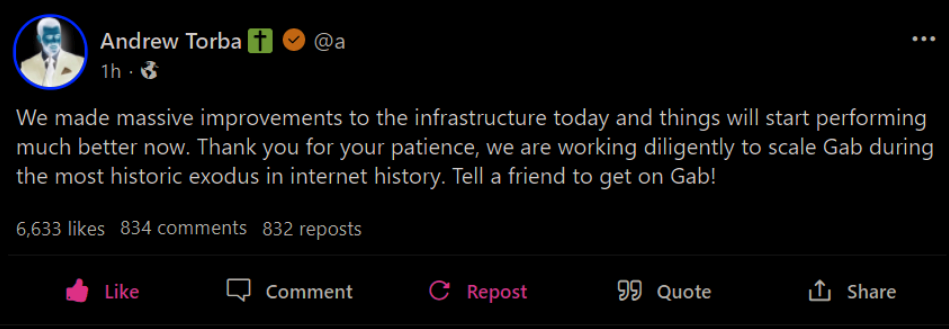 Andrew Torba ✝ @a
1h ·
We made massive improvements to the infrastructure today and things will start performing
much better now. Thank you for your patience, we are working diligently to scale Gab during
the most historic exodus in internet history. Tell a friend to get on Gab!
6,633 likes 834 comments 832 reposts
Like Comment Repost Quote Share